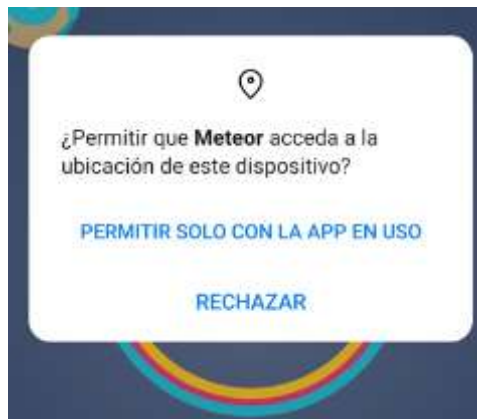 ¿Permitir que Meteor acceda a la
ubicación de este dispositivo?
PERMITIR SOLO CON LA APP EN USO
RECHAZAR